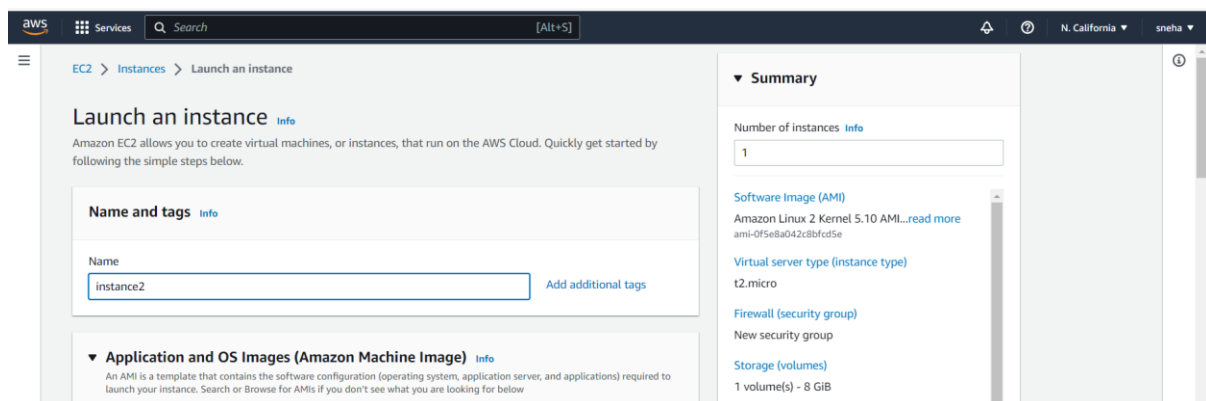 aws Services Search [Alt+S] N. California ▼ sneha ▼
EC2 > Instances > Launch an instance
Launch an instance Info
Amazon EC2 allows you to create virtual machines, or instances, that run on the AWS Cloud. Quickly get started by
following the simple steps below.
Name and tags Info
Name
instance2
Add additional tags
▼ Application and OS Images (Amazon Machine Image) Info
An AMI is a template that contains the software configuration (operating system, application server, and applications) required to
launch your instance. Search or Browse for AMIs if you don't see what you are looking for below
▼ Summary
Number of instances Info
1
Software Image (AMI)
Amazon Linux 2 Kernel 5.10 AMI...read more
ami-0f5e8a042c8bfcd5e
Virtual server type (instance type)
t2.micro
Firewall (security group)
New security group
Storage (volumes)
1 volume(s) - 8 GiB